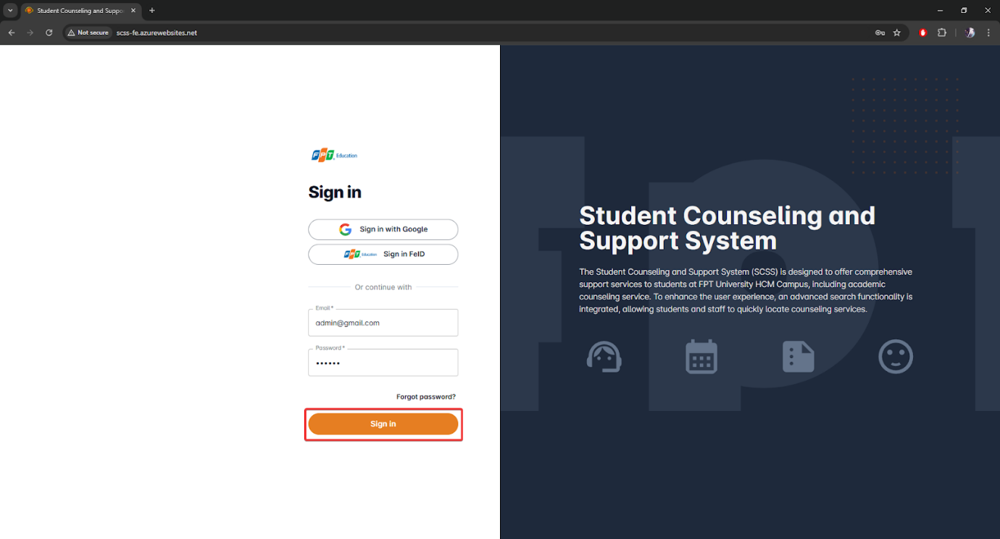 Student Counseling and Suppo
Not secure
scss-fe.azurewebsites.net
FPT Education
Sign in
Sign in with Google
FPT Education Sign in FeID
Or continue with
Email *
admin@gmail.com
Password *
••••••
Forgot password?
Sign in
fpt
Student Counseling and
Support System
The Student Counseling and Support System (SCSS) is designed to offer comprehensive
support services to students at FPT University HCM Campus, including academic
counseling service. To enhance the user experience, an advanced search functionality is
integrated, allowing students and staff to quickly locate counseling services.